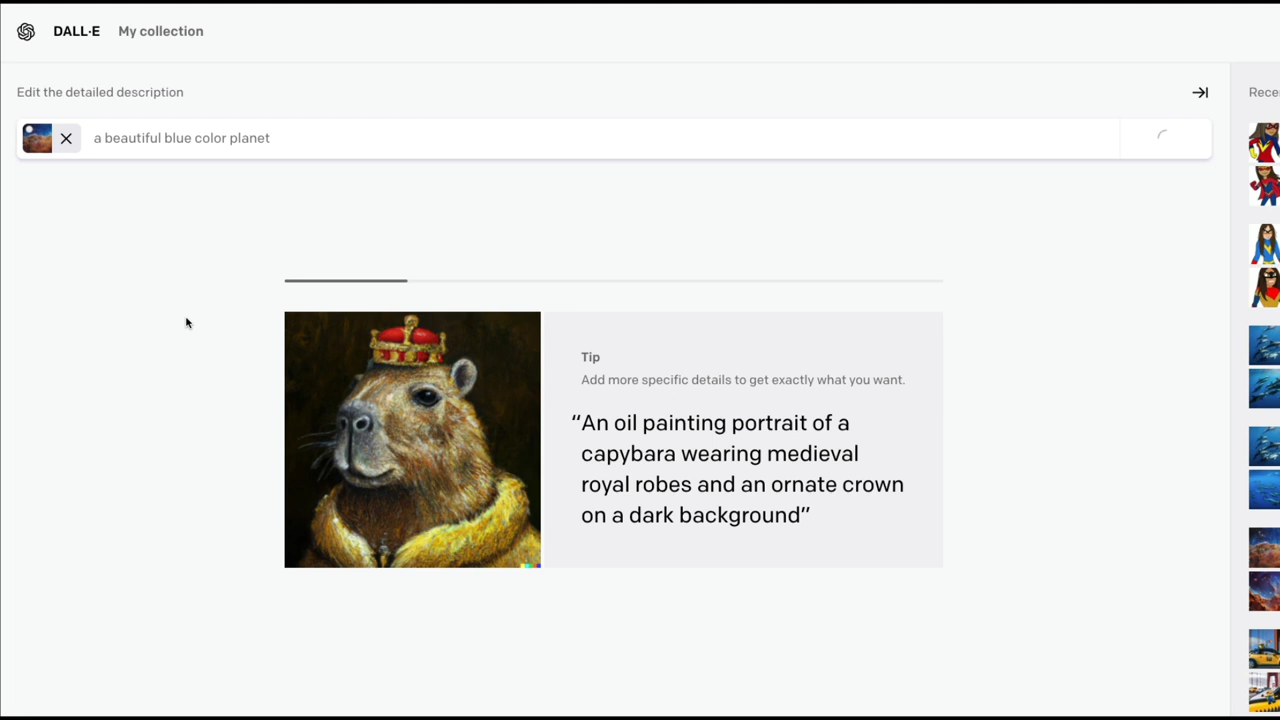 DALL·E My collection
Edit the detailed description
Rece
a beautiful blue color planet
Tip
Add more specific details to get exactly what you want.
“An oil painting portrait of a
capybara wearing medieval
royal robes and an ornate crown
on a dark background”